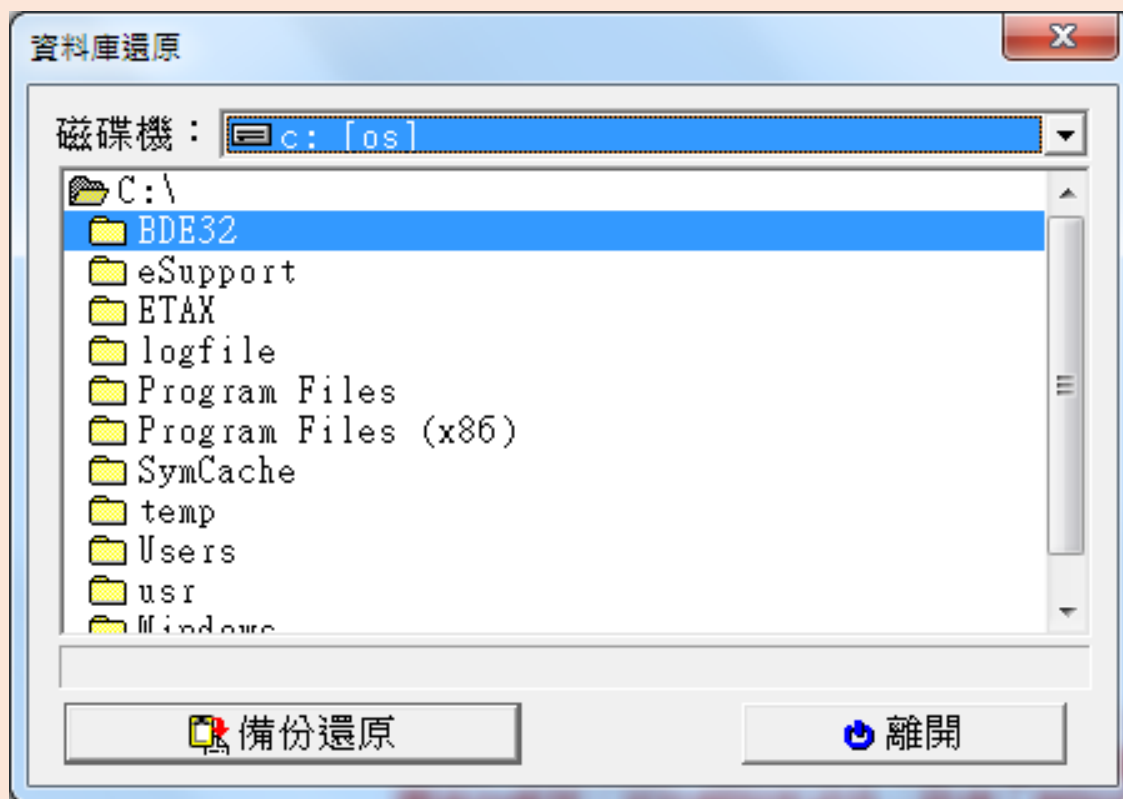 資料庫還原
磁碟機：c: [os]
C:\
BDE32
eSupport
ETAX
logfile
Program Files
Program Files (x86)
SymCache
temp
Users
usr
Windows
備份還原
離開